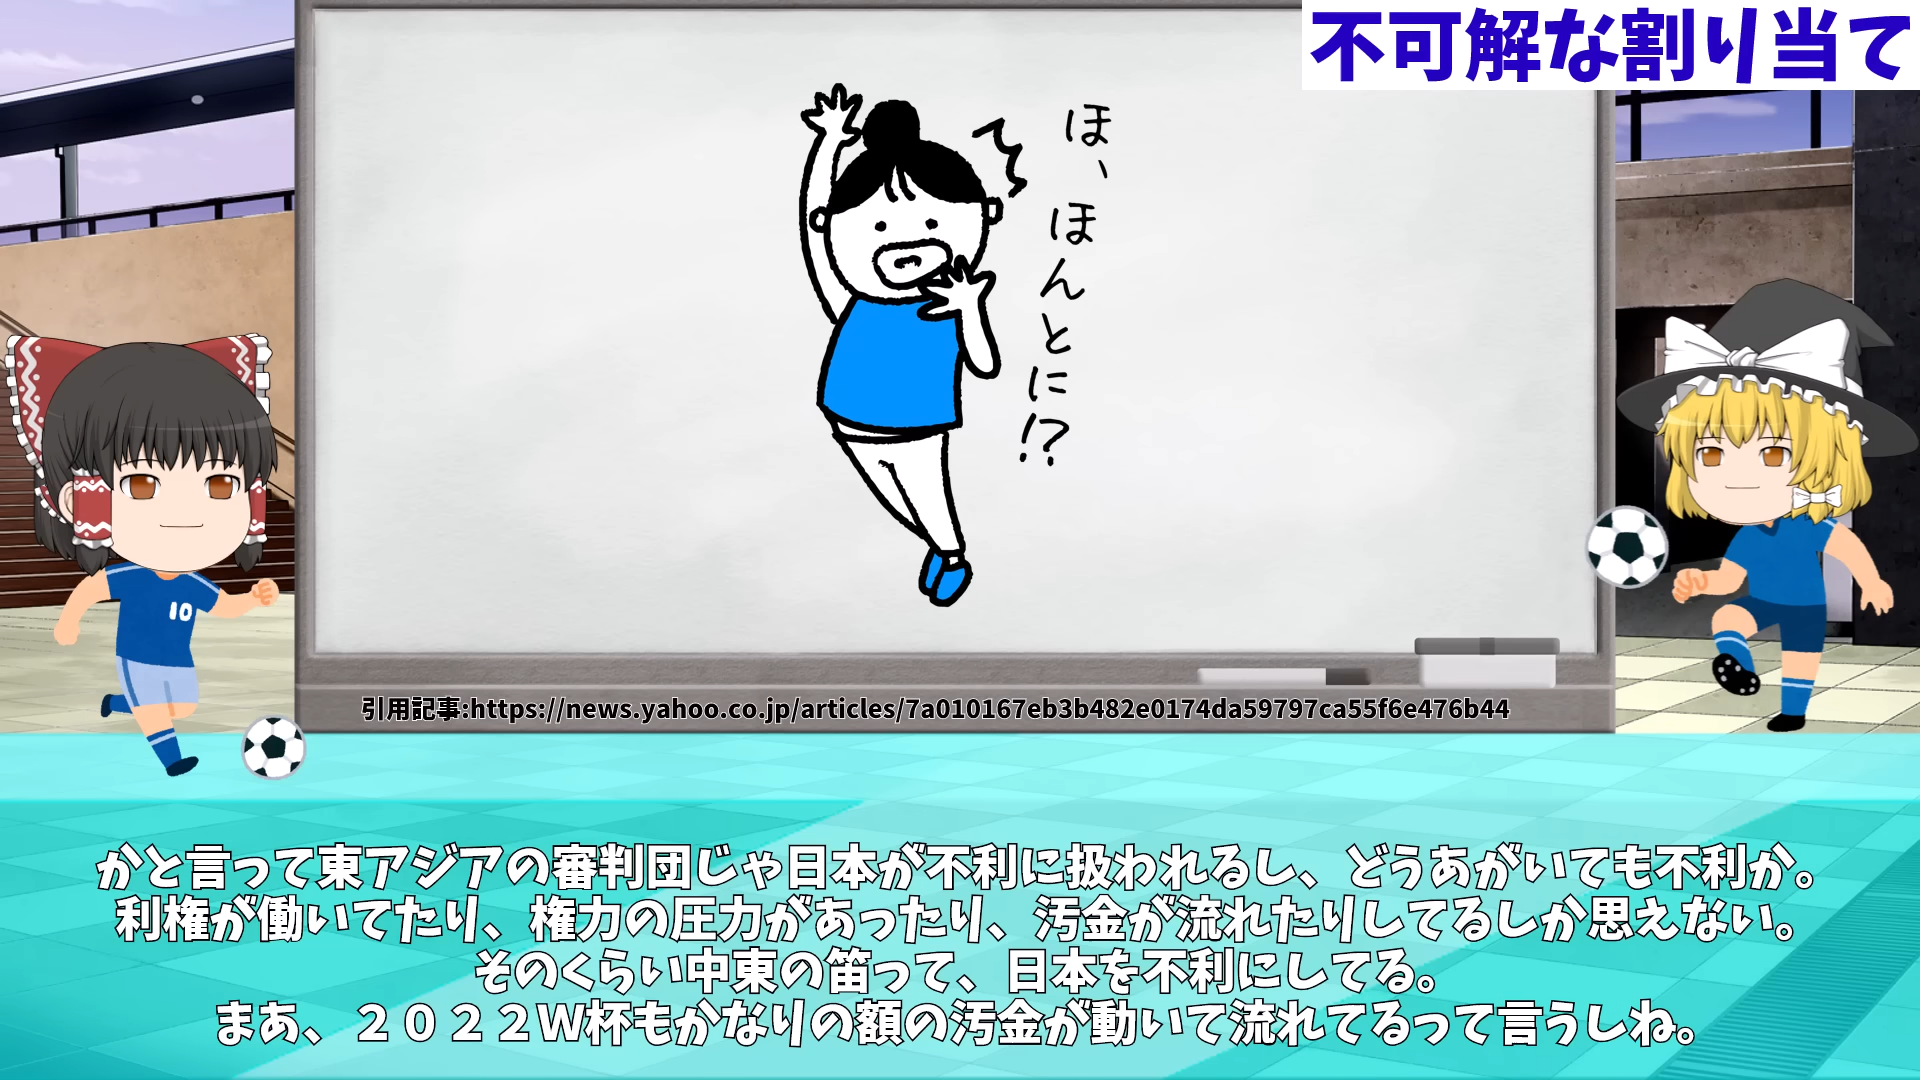 不可解な割り当て
ほ、ほんとに!?
10
引用記事:https://news.yahoo.co.jp/articles/7a010167eb3b482e0174da59797ca55f6e476b44
かと言って東アジアの審判団じゃ日本が不利に扱われるし、どうあがいても不利か。
利権が働いてたり、権力の圧力があったり、汚金が流れたりしてるしか思えない。
そのくらい中東の笛って、日本を不利にしてる。
まあ、２０２２W杯もかなりの額の汚金が動いて流れてるって言うしね。